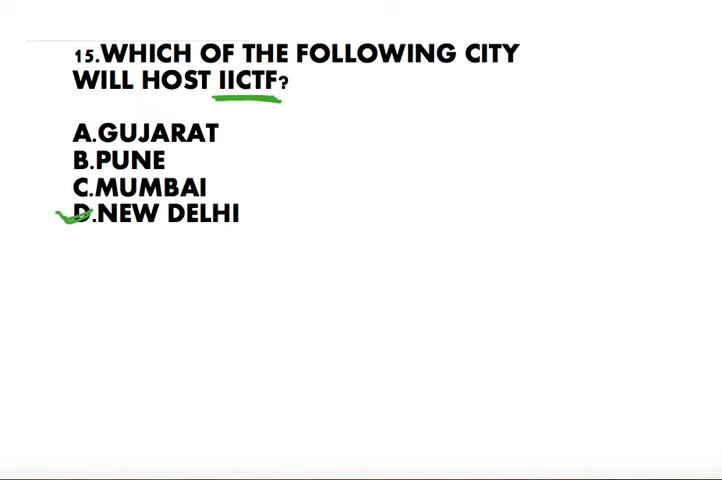 15.WHICH OF THE FOLLOWING CITY
WILL HOST IICTF?
A.GUJARAT
B.PUNE
C.MUMBAI
D.NEW DELHI